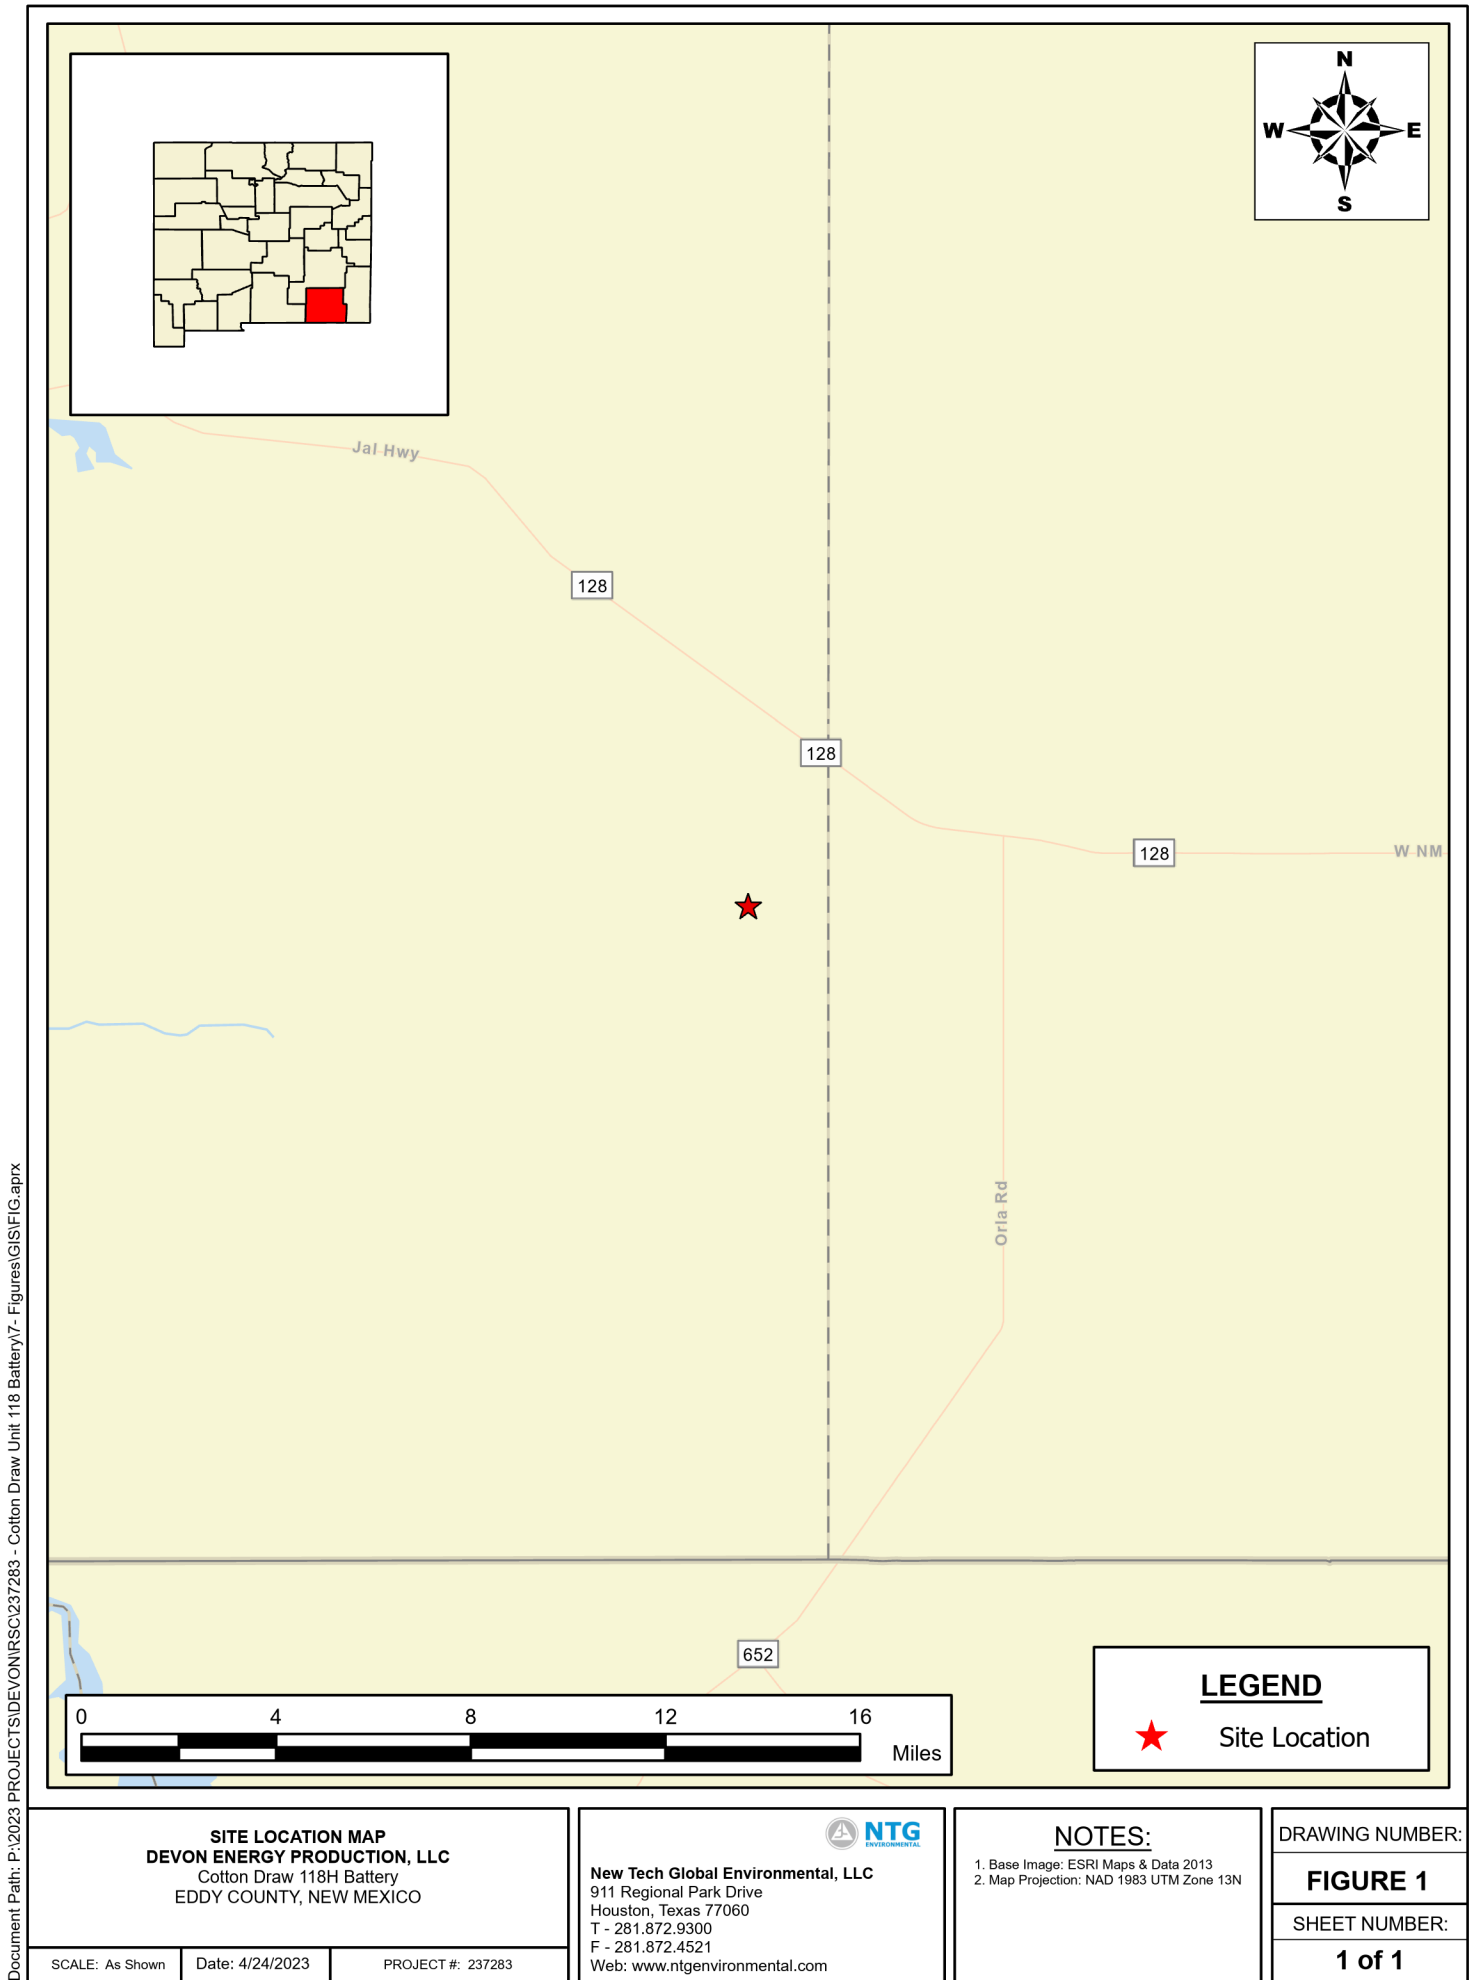 N
W
E
S
Jal Hwy
128
128
128
W NM
Orla Rd
652
0 4 8 12 16
Miles
LEGEND
Site Location
Document Path: P:\2023 PROJECTS\DEVON\RSC\237283 - Cotton Draw Unit 118 Battery\7- Figures\GIS\FIG.aprx
SITE LOCATION MAP
DEVON ENERGY PRODUCTION, LLC
Cotton Draw 118H Battery
EDDY COUNTY, NEW MEXICO
SCALE: As Shown
Date: 4/24/2023
PROJECT #: 237283
NTG
ENVIRONMENTAL
New Tech Global Environmental, LLC
911 Regional Park Drive
Houston, Texas 77060
T - 281.872.9300
F - 281.872.4521
Web: www.ntgenvironmental.com
NOTES:
1. Base Image: ESRI Maps & Data 2013
2. Map Projection: NAD 1983 UTM Zone 13N
DRAWING NUMBER:
FIGURE 1
SHEET NUMBER:
1 of 1